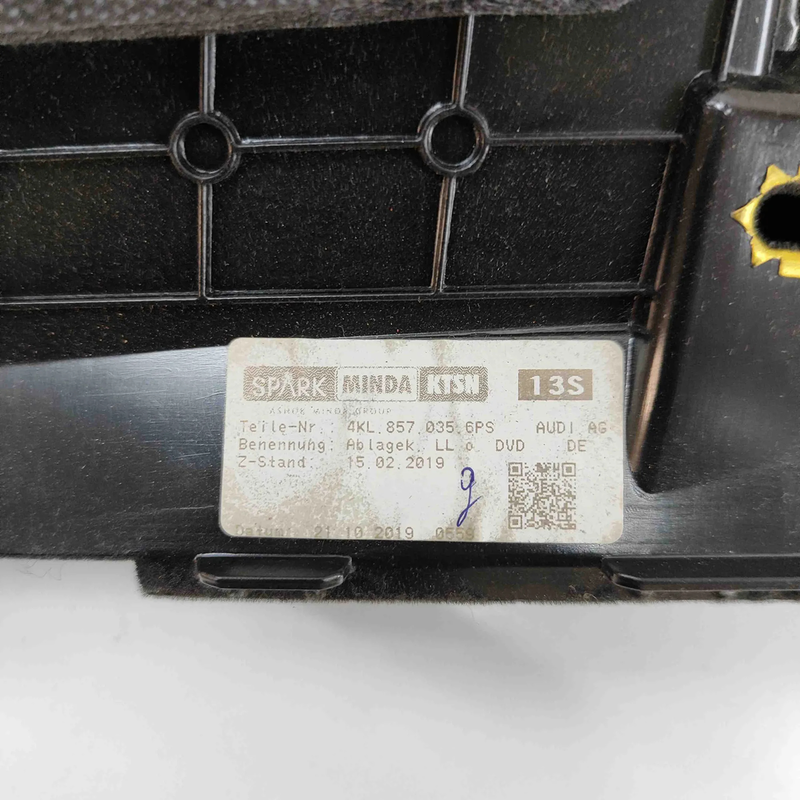 SPARK MINDA KTSN 13S
ASHOK MINDA GROUP
Teile-Nr.: 4KL.857.035.6PS AUDI AG
Benennung: Ablagek. LL o DVD DE
Z-Stand: 15.02.2019
g
Datum: 21.10.2019 0559